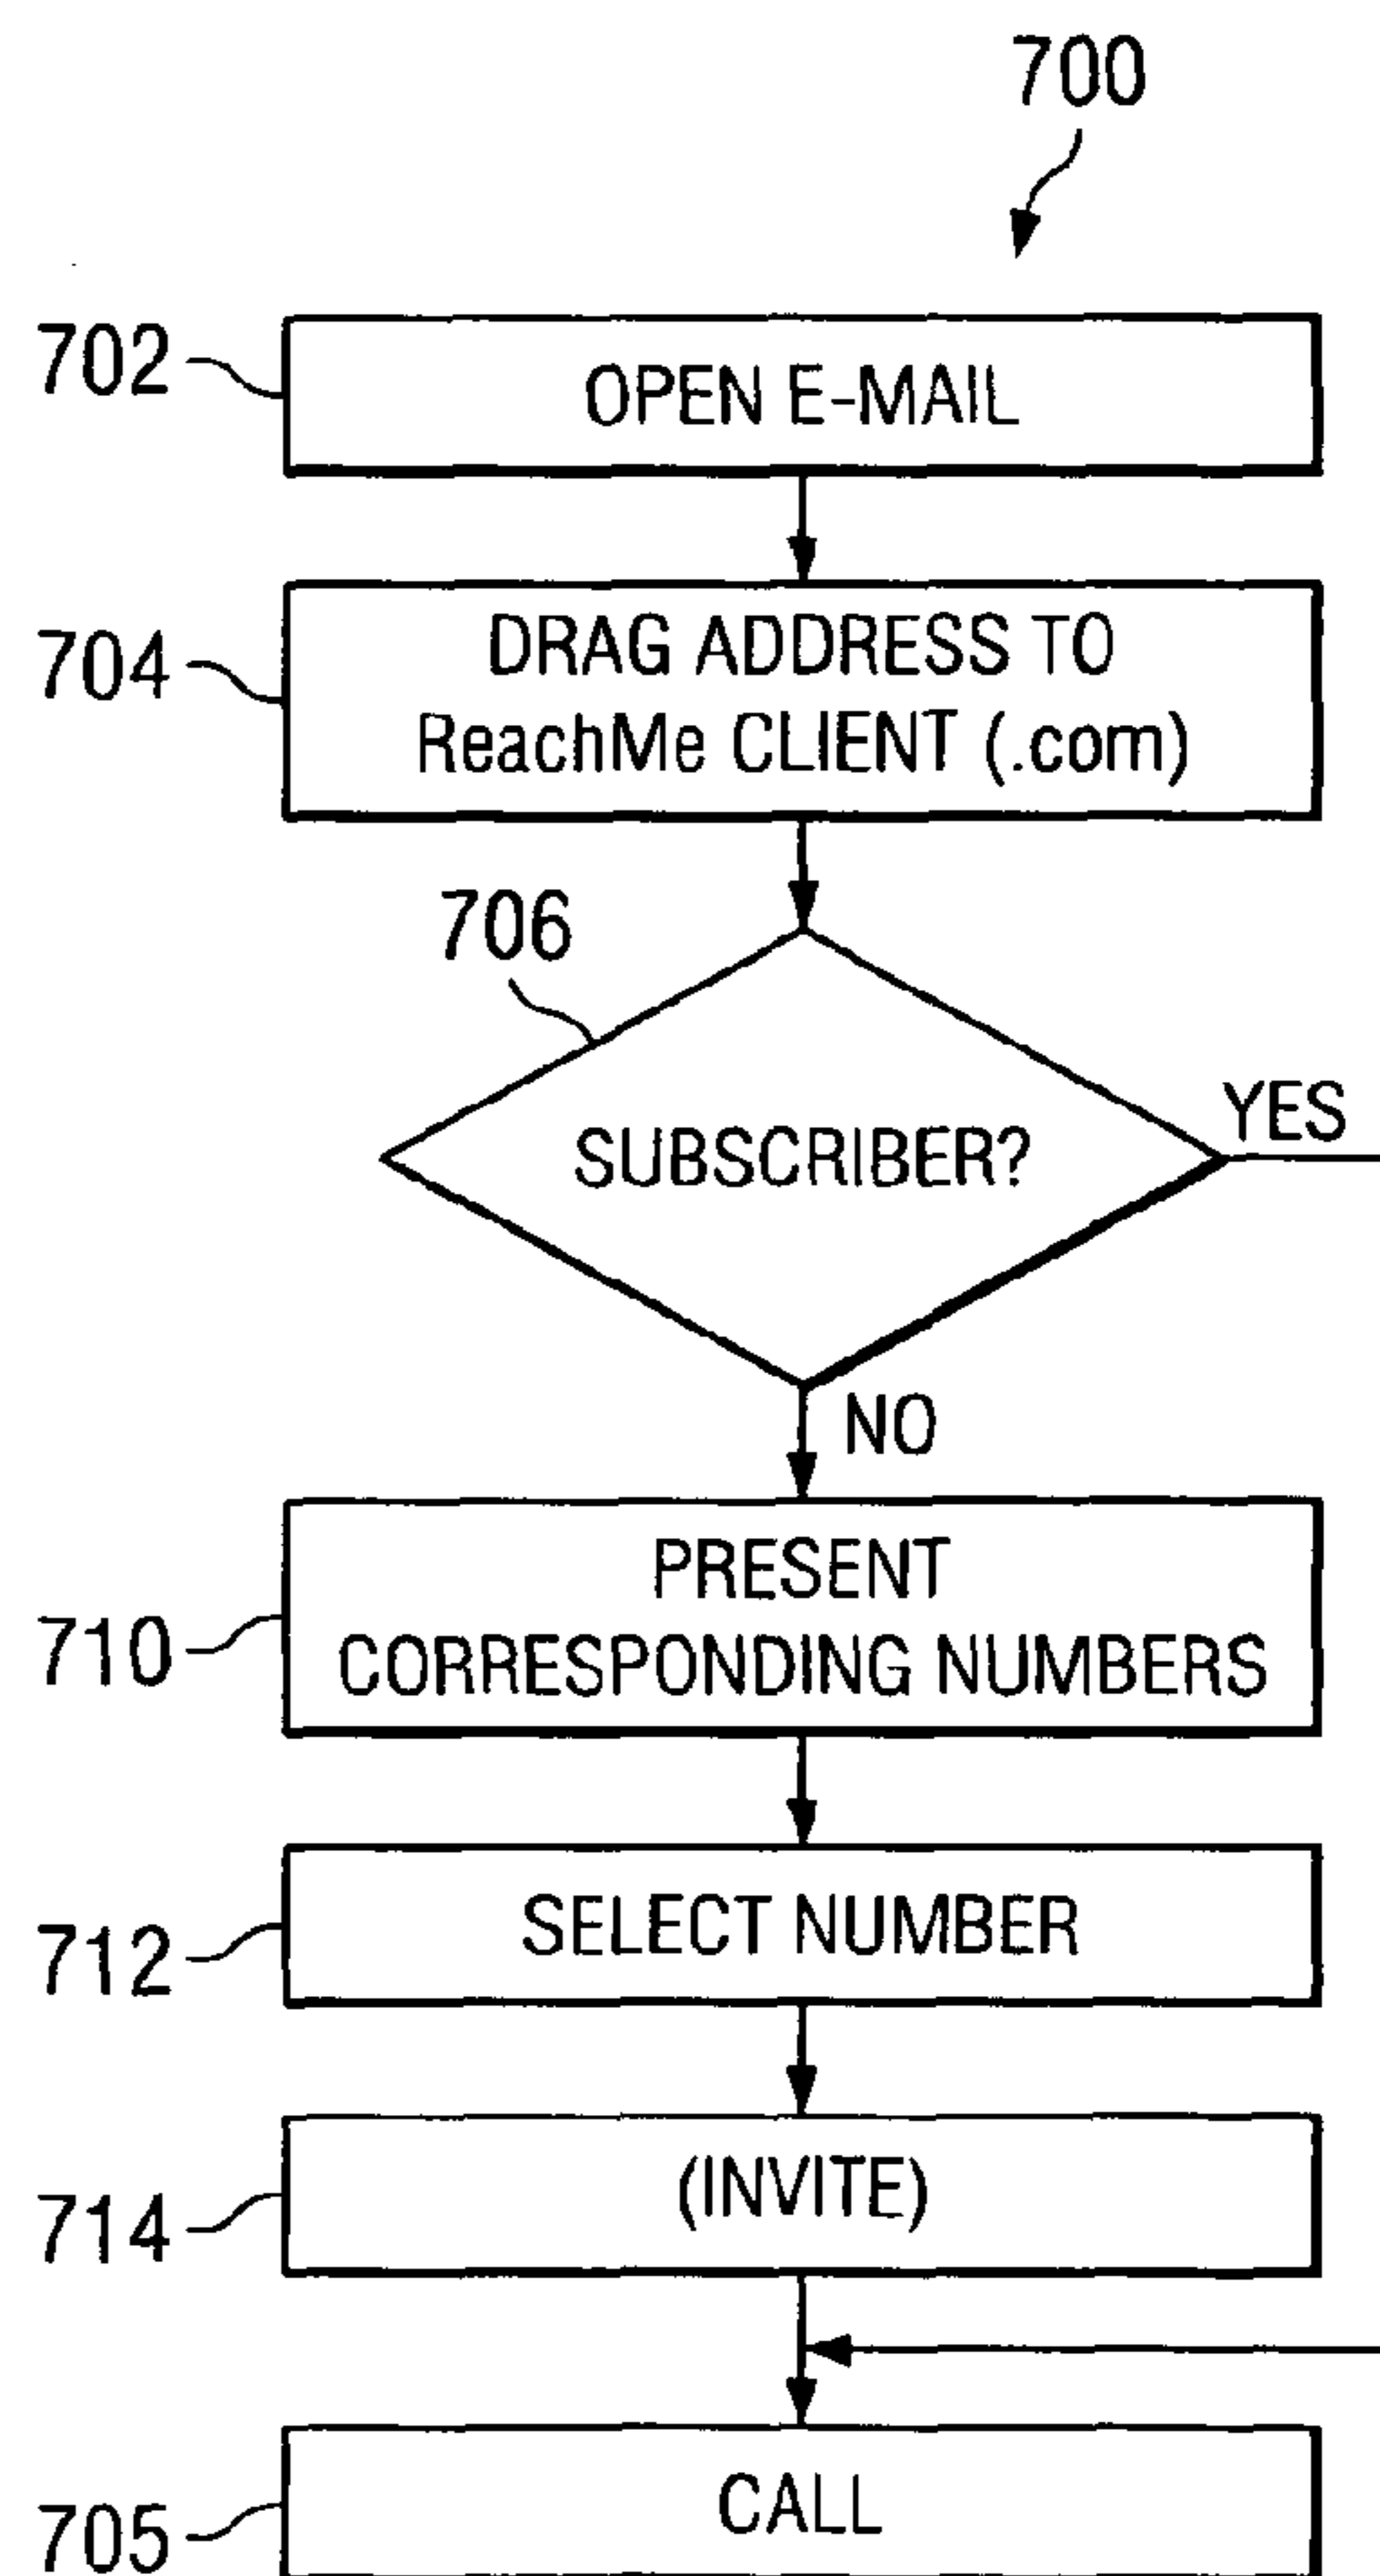 700
702
OPEN E-MAIL
704
DRAG ADDRESS TO
ReachMe CLIENT (.com)
706
SUBSCRIBER?
YES
NO
710
PRESENT
CORRESPONDING NUMBERS
712
SELECT NUMBER
714
(INVITE)
705
CALL